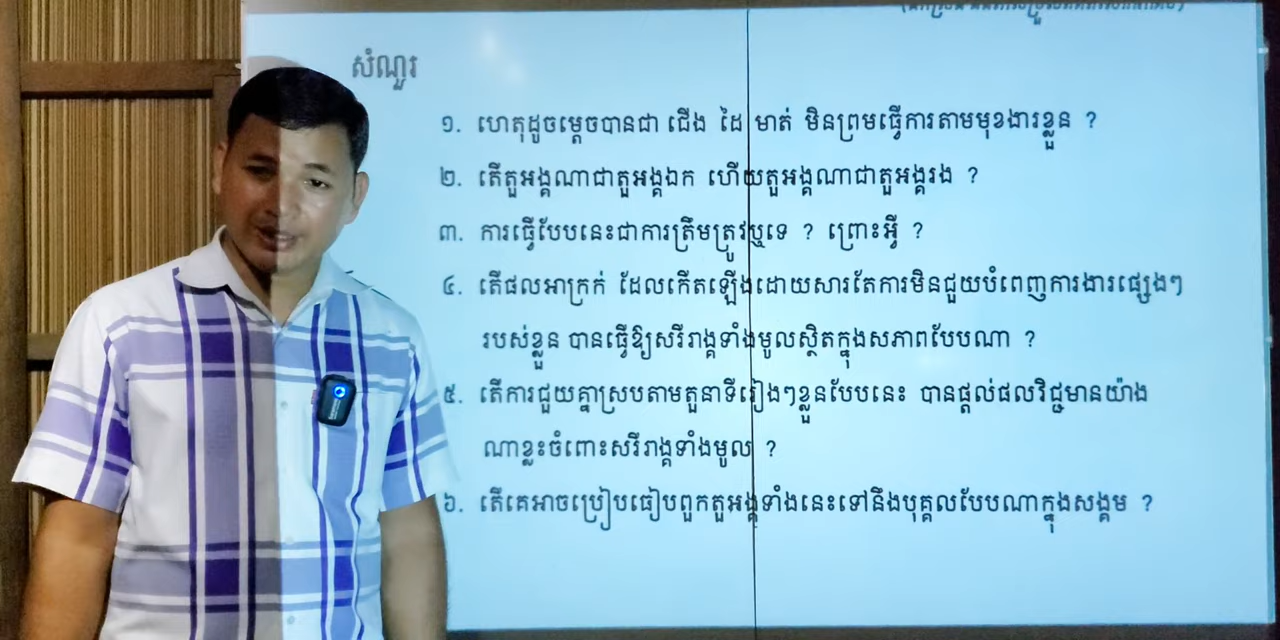 សំណួរ
១. ហេតុដូចម្ដេចបានជា ជើង ដៃ មាត់ មិនព្រមធ្វើការតាមមុខងារខ្លួន ?
២. តើតួអង្គណាជាតួអង្គឯក ហើយតួអង្គណាជាតួអង្គរង ?
៣. ការធ្វើបែបនេះជាការត្រឹមត្រូវឬទេ ? ព្រោះអ្វី ?
៤. តើផលអាក្រក់ ដែលកើតឡើងដោយសារតែការមិនជួយបំពេញការងារផ្សេងៗ
របស់ខ្លួន បានធ្វើឱ្យសរីរាង្គទាំងមូលស្ថិតក្នុងសភាពបែបណា ?
៥. តើការជួយគ្នាស្របតាមតួនាទីរៀងៗខ្លួនបែបនេះ បានផ្ដល់ផលវិជ្ជមានយ៉ាង
ណាខ្លះចំពោះសរីរាង្គទាំងមូល ?
៦. តើគេអាចប្រៀបធៀបពួកតួអង្គទាំងនេះទៅនឹងបុគ្គលបែបណាក្នុងសង្គម ?